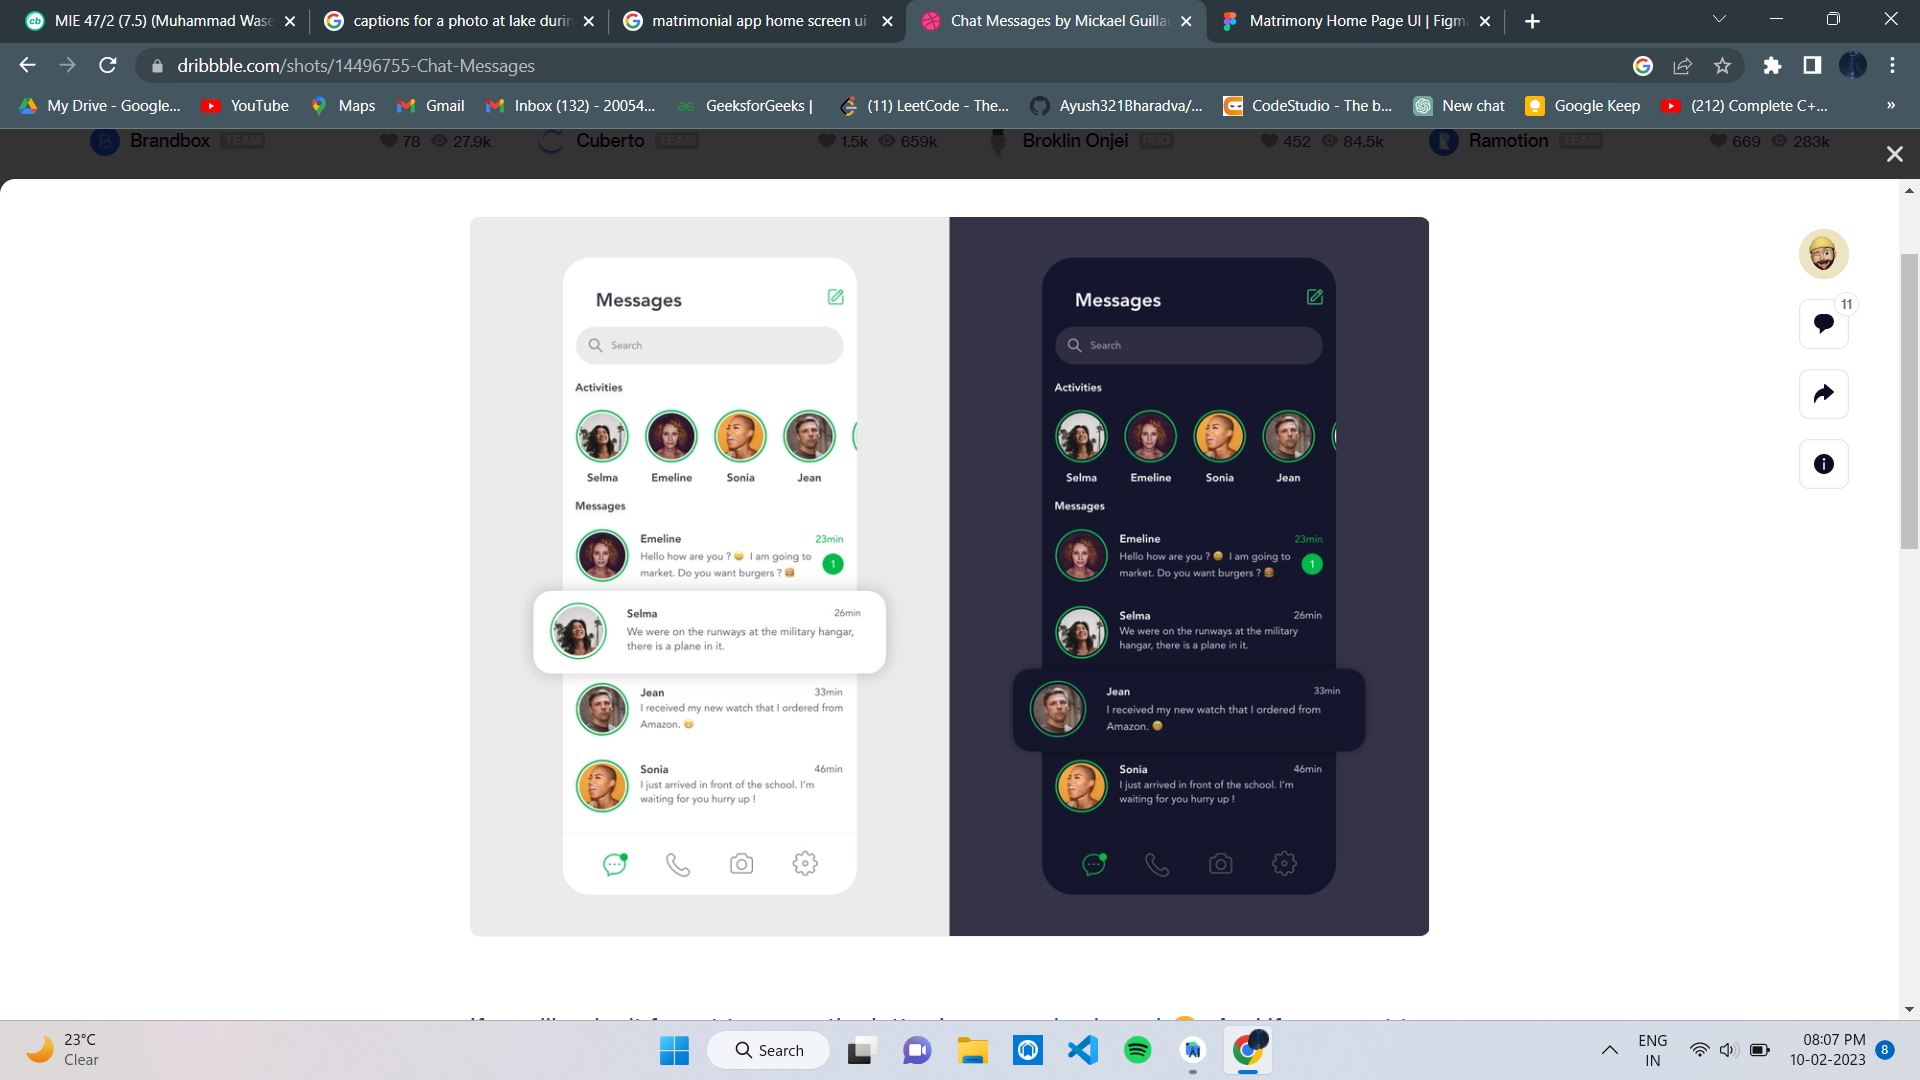 MIE 47/2 (7.5) (Muhammad Wase
captions for a photo at lake durin
matrimonial app home screen ui
Chat Messages by Mickael Guilla
Matrimony Home Page UI | Figm
dribbble.com/shots/14496755-Chat-Messages
My Drive - Google...
YouTube
Maps
Gmail
Inbox (132) - 20054...
GeeksforGeeks |
(11) LeetCode - The...
Ayush321Bharadva/...
CodeStudio - The b...
New chat
Google Keep
(212) Complete C+...
»
Brandbox TEAM 78 27.9k
Cuberto TEAM 1.5k 659k
Broklin Onjei PRO 452 84.5k
Ramotion TEAM 669 283k
11
Messages
Search
Activities
Selma Emeline Sonia Jean
Messages
Emeline 23min
Hello how are you ? 😄 I am going to
market. Do you want burgers ? 🍔
1
Selma 26min
We were on the runways at the military hangar,
there is a plane in it.
Jean 33min
I received my new watch that I ordered from
Amazon. 😄
Sonia 46min
I just arrived in front of the school. I'm
waiting for you hurry up !
Messages
Search
Activities
Selma Emeline Sonia Jean
Messages
Emeline 23min
Hello how are you ? 😄 I am going to
market. Do you want burgers ? 🍔
1
Selma 26min
We were on the runways at the military
hangar, there is a plane in it.
Jean 33min
I received my new watch that I ordered from
Amazon. 😄
Sonia 46min
I just arrived in front of the school. I'm
waiting for you hurry up !
23°C
Clear
Search
ENG
IN
08:07 PM
10-02-2023
8